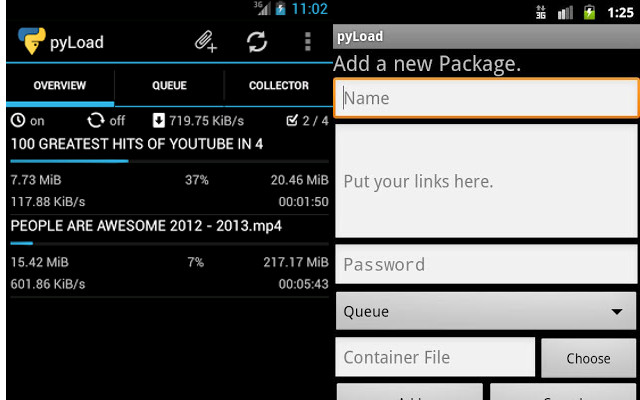 3G 11:02
pyLoad
OVERVIEW QUEUE COLLECTOR
on off 719.75 KiB/s 2 / 4
100 GREATEST HITS OF YOUTUBE IN 4
7.73 MiB 37% 20.46 MiB
117.88 KiB/s 00:01:50
PEOPLE ARE AWESOME 2012 - 2013.mp4
15.42 MiB 7% 217.17 MiB
601.86 KiB/s 00:05:43
3G 1:25
pyLoad
Add a new Package.
Name
Put your links here.
Password
Queue
Container File Choose